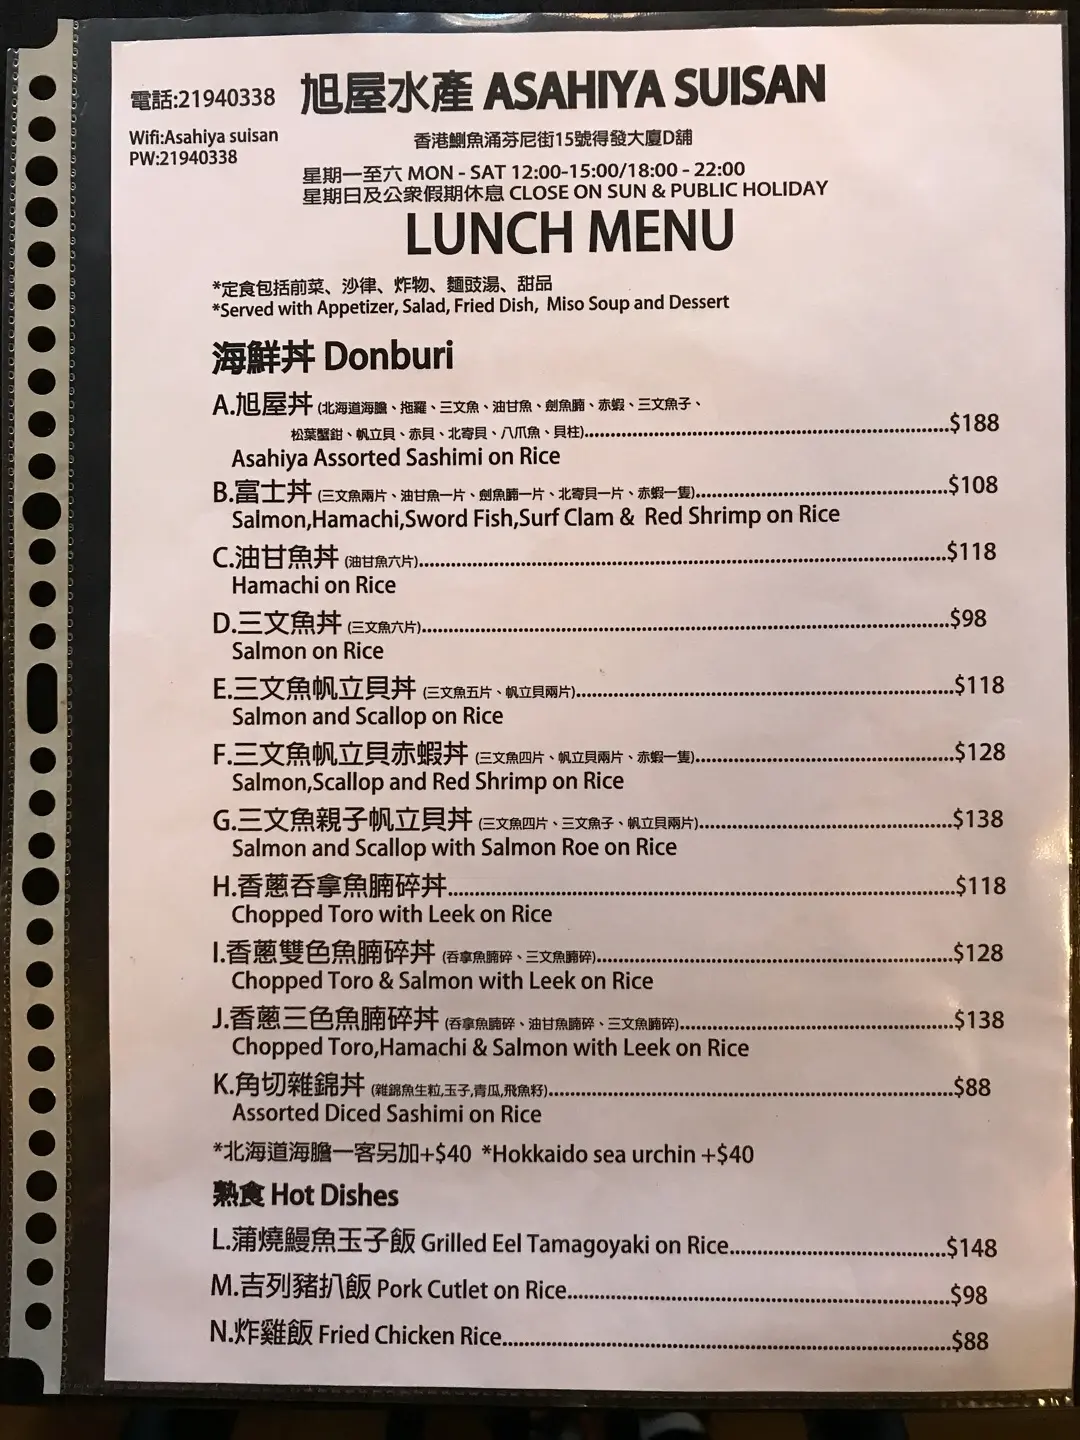 電話:21940338 旭屋水產 ASAHIYA SUISAN
Wifi:Asahiya suisan
PW:21940338
香港鰂魚涌芬尼街15號得發大廈D舖
星期一至六 MON - SAT 12:00-15:00/18:00 - 22:00
星期日及公眾假期休息 CLOSE ON SUN & PUBLIC HOLIDAY
LUNCH MENU
*定食包括前菜、沙律、炸物、麵豉湯、甜品
*Served with Appetizer, Salad, Fried Dish, Miso Soup and Dessert
海鮮丼 Donburi
A.旭屋丼 (北海道海膽、拖羅、三文魚、油甘魚、劍魚腩、赤蝦、三文魚子、
松葉蟹鉗、帆立貝、赤貝、北寄貝、八爪魚、貝柱)....................$188
Asahiya Assorted Sashimi on Rice
B.富士丼 (三文魚兩片、油甘魚一片、劍魚腩一片、北寄貝一片、赤蝦一隻)....................$108
Salmon,Hamachi,Sword Fish,Surf Clam & Red Shrimp on Rice
C.油甘魚丼 (油甘魚六片)....................$118
Hamachi on Rice
D.三文魚丼 (三文魚六片)....................$98
Salmon on Rice
E.三文魚帆立貝丼 (三文魚五片、帆立貝兩片)....................$118
Salmon and Scallop on Rice
F.三文魚帆立貝赤蝦丼 (三文魚四片、帆立貝兩片、赤蝦一隻)....................$128
Salmon,Scallop and Red Shrimp on Rice
G.三文魚親子帆立貝丼 (三文魚四片、三文魚子、帆立貝兩片)....................$138
Salmon and Scallop with Salmon Roe on Rice
H.香蔥吞拿魚腩碎丼....................$118
Chopped Toro with Leek on Rice
I.香蔥雙色魚腩碎丼 (吞拿魚腩碎、三文魚腩碎)....................$128
Chopped Toro & Salmon with Leek on Rice
J.香蔥三色魚腩碎丼 (吞拿魚腩碎、油甘魚腩碎、三文魚腩碎)....................$138
Chopped Toro,Hamachi & Salmon with Leek on Rice
K.角切雜錦丼 (雜錦魚生粒,玉子,青瓜,飛魚籽)....................$88
Assorted Diced Sashimi on Rice
*北海道海膽一客另加+$40 *Hokkaido sea urchin +$40
熟食 Hot Dishes
L.蒲燒鰻魚玉子飯 Grilled Eel Tamagoyaki on Rice....................$148
M.吉列豬扒飯 Pork Cutlet on Rice....................$98
N.炸雞飯 Fried Chicken Rice....................$88